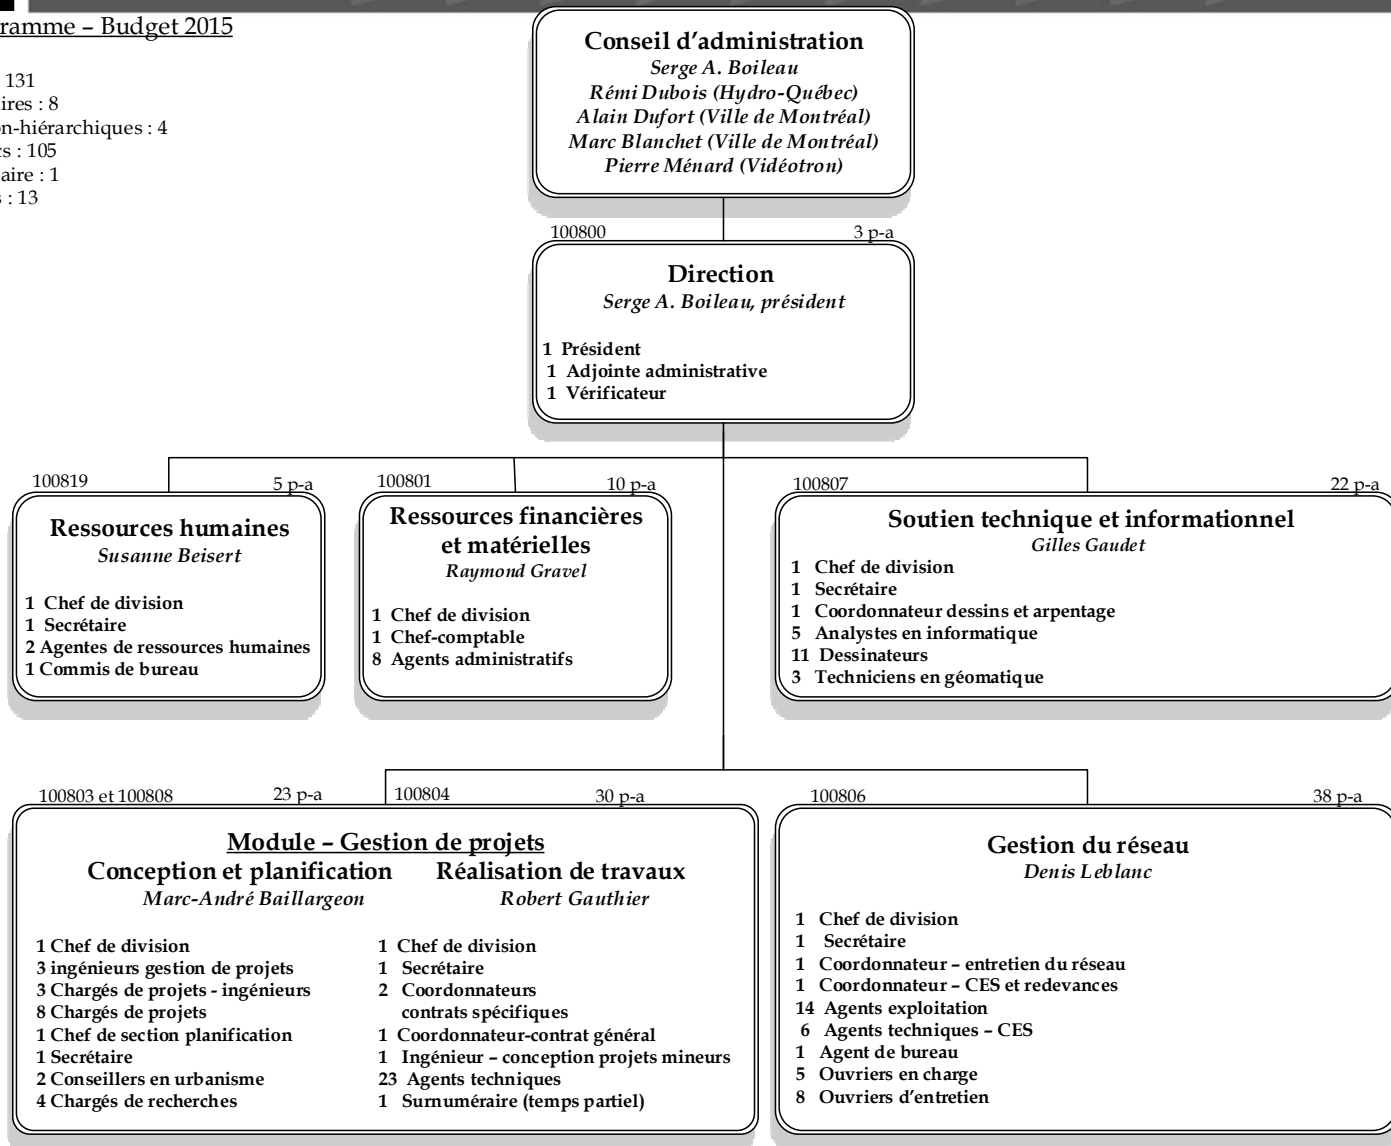 ramme – Budget 2015
: 131
ires : 8
n-hiérarchiques : 4
cs : 105
aire : 1
s : 13
Conseil d'administration
Serge A. Boileau
Rémi Dubois (Hydro-Québec)
Alain Dufort (Ville de Montréal)
Marc Blanchet (Ville de Montréal)
Pierre Ménard (Vidéotron)
100800 3 p-a
Direction
Serge A. Boileau, président
1 Président
1 Adjointe administrative
1 Vérificateur
100819 5 p-a
Ressources humaines
Susanne Beisert
1 Chef de division
1 Secrétaire
2 Agentes de ressources humaines
1 Commis de bureau
100801 10 p-a
Ressources financières
et matérielles
Raymond Gravel
1 Chef de division
1 Chef-comptable
8 Agents administratifs
100807 22 p-a
Soutien technique et informationnel
Gilles Gaudet
1 Chef de division
1 Secrétaire
1 Coordonnateur dessins et arpentage
5 Analystes en informatique
11 Dessinateurs
3 Techniciens en géomatique
100803 et 100808 23 p-a 100804 30 p-a
Module – Gestion de projets
Conception et planification
Marc-André Baillargeon
1 Chef de division
3 ingénieurs gestion de projets
3 Chargés de projets - ingénieurs
8 Chargés de projets
1 Chef de section planification
1 Secrétaire
2 Conseillers en urbanisme
4 Chargés de recherches
Réalisation de travaux
Robert Gauthier
1 Chef de division
1 Secrétaire
2 Coordonnateurs
contrats spécifiques
1 Coordonnateur-contrat général
1 Ingénieur – conception projets mineurs
23 Agents techniques
1 Surnuméraire (temps partiel)
100806 38 p-a
Gestion du réseau
Denis Leblanc
1 Chef de division
1 Secrétaire
1 Coordonnateur – entretien du réseau
1 Coordonnateur – CES et redevances
14 Agents exploitation
6 Agents techniques – CES
1 Agent de bureau
5 Ouvriers en charge
8 Ouvriers d'entretien